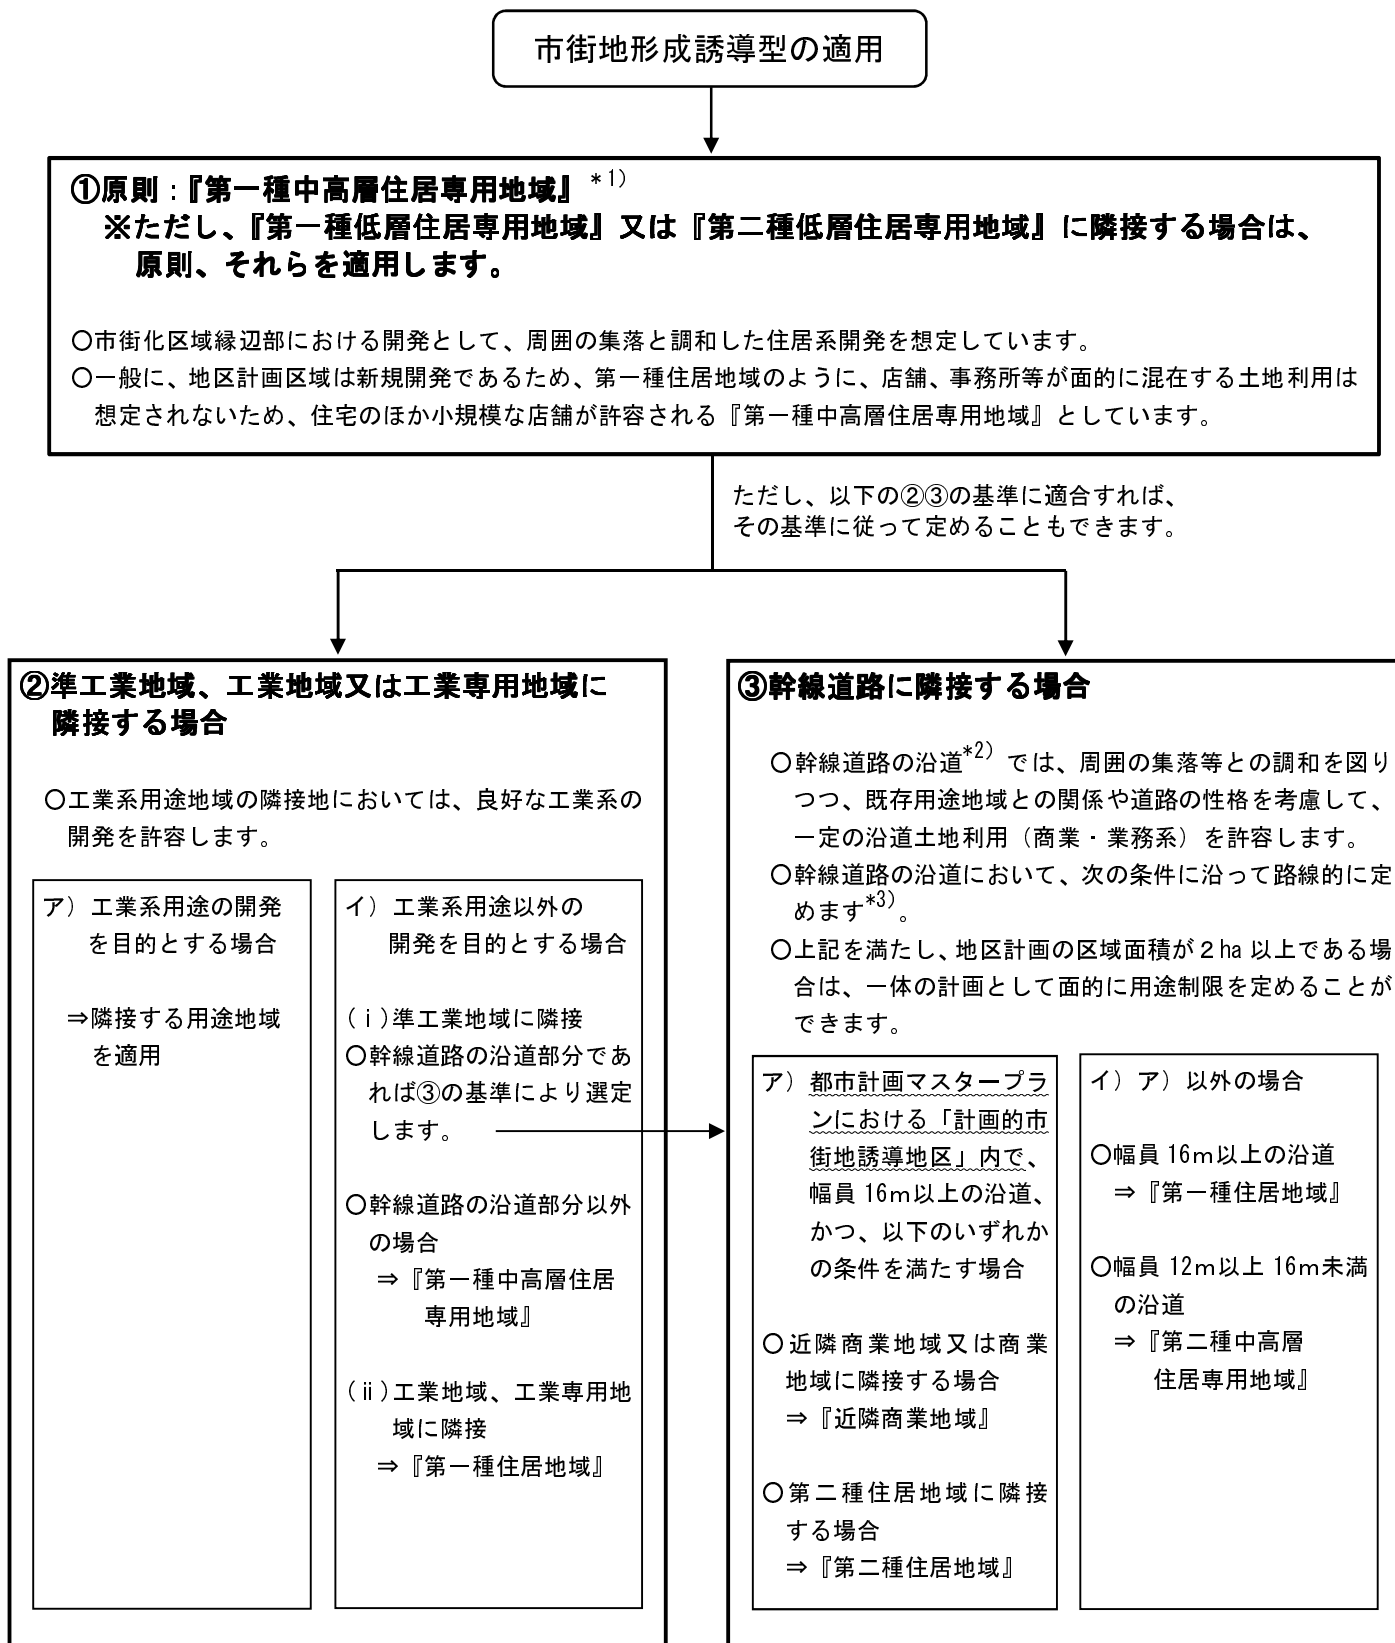 市街地形成誘導型の適用
①原則：『第一種中高層住居専用地域』*1)
※ただし、『第一種低層住居専用地域』又は『第二種低層住居専用地域』に隣接する場合は、
原則、それらを適用します。
○市街化区域縁辺部における開発として、周囲の集落と調和した住居系開発を想定しています。
○一般に、地区計画区域は新規開発であるため、第一種住居地域のように、店舗、事務所等が面的に混在する土地利用は
想定されないため、住宅のほか小規模な店舗が許容される『第一種中高層住居専用地域』としています。
ただし、以下の②③の基準に適合すれば、
その基準に従って定めることもできます。
②準工業地域、工業地域又は工業専用地域に
隣接する場合
○工業系用途地域の隣接地においては、良好な工業系の
開発を許容します。
ア）工業系用途の開発
を目的とする場合
⇒隣接する用途地域
を適用
イ）工業系用途以外の
開発を目的とする場合
(ⅰ)準工業地域に隣接
○幹線道路の沿道部分であ
れば③の基準により選定
します。
○幹線道路の沿道部分以外
の場合
⇒『第一種中高層住居
専用地域』
(ⅱ)工業地域、工業専用地
域に隣接
⇒『第一種住居地域』
③幹線道路に隣接する場合
○幹線道路の沿道*2)では、周囲の集落等との調和を図り
つつ、既存用途地域との関係や道路の性格を考慮して、
一定の沿道土地利用（商業・業務系）を許容します。
○幹線道路の沿道において、次の条件に沿って路線的に定
めます*3)。
○上記を満たし、地区計画の区域面積が２ha 以上である場
合は、一体の計画として面的に用途制限を定めることが
できます。
ア）都市計画マスタープラ
ンにおける「計画的市
街地誘導地区」内で、
幅員 16ｍ以上の沿道、
かつ、以下のいずれか
の条件を満たす場合
○近隣商業地域又は商業
地域に隣接する場合
⇒『近隣商業地域』
○第二種住居地域に隣接
する場合
⇒『第二種住居地域』
イ）ア）以外の場合
○幅員 16ｍ以上の沿道
⇒『第一種住居地域』
○幅員 12ｍ以上 16ｍ未満
の沿道
⇒『第二種中高層
住居専用地域』